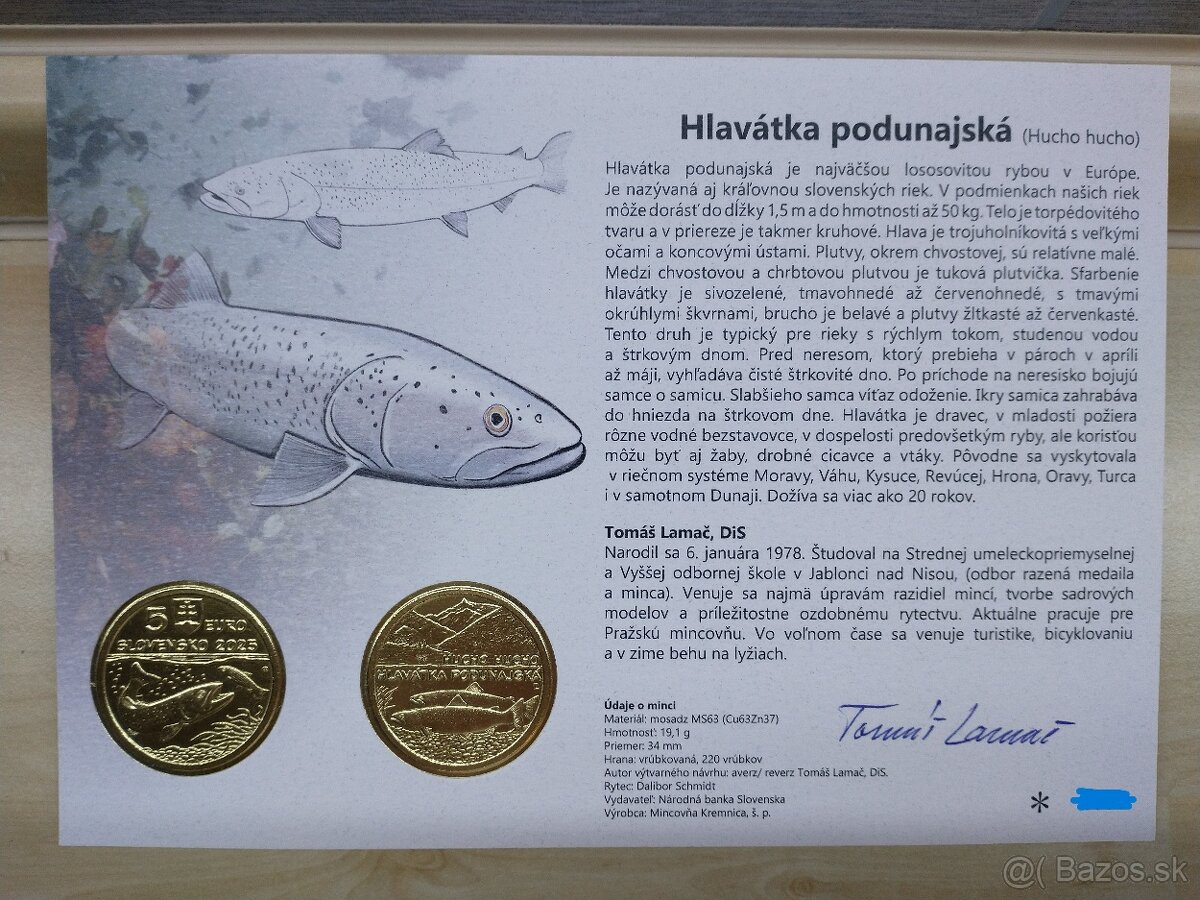 Hlavátka podunajská (Hucho hucho)
Hlavátka podunajská je najväčšou lososovitou rybou v Európe.
Je nazývaná aj kráľovnou slovenských riek. V podmienkach našich riek
môže dorásť do dĺžky 1,5 m a do hmotnosti až 50 kg. Telo je torpédovitého
tvaru a v priereze je takmer kruhové. Hlava je trojuholníkovitá s veľkými
očami a koncovými ústami. Plutvy, okrem chvostovej, sú relatívne malé.
Medzi chvostovou a chrbtovou plutvou je tuková plutvička. Sfarbenie
hlavátky je sivozelené, tmavohnedé až červenohnedé, s tmavými
okrúhlymi škvrnami, brucho je belavé a plutvy žltkasté až červenkasté.
Tento druh je typický pre rieky s rýchlym tokom, studenou vodou
a štrkovým dnom. Pred neresom, ktorý prebieha v pároch v apríli
až máji, vyhľadáva čisté štrkovité dno. Po príchode na neresisko bojujú
samce o samicu. Slabšieho samca víťaz odoženie. Ikry samica zahrabáva
do hniezda na štrkovom dne. Hlavátka je dravec, v mladosti požiera
rôzne vodné bezstavovce, v dospelosti predovšetkým ryby, ale korisťou
môžu byť aj žaby, drobné cicavce a vtáky. Pôvodne sa vyskytovala
v riečnom systéme Moravy, Váhu, Kysuce, Revúcej, Hrona, Oravy, Turca
i v samotnom Dunaji. Dožíva sa viac ako 20 rokov.
Tomáš Lamač, DiS
Narodil sa 6. januára 1978. Študoval na Strednej umeleckopriemyselnej
a Vyššej odbornej škole v Jablonci nad Nisou, (odbor razená medaila
a minca). Venuje sa najmä úpravám razidiel mincí, tvorbe sadrových
modelov a príležitostne ozdobnému rytectvu. Aktuálne pracuje pre
Pražskú mincovňu. Vo voľnom čase sa venuje turistike, bicyklovaniu
a v zime behu na lyžiach.
5 EURO
SLOVENSKO 2025
HUCHO HUCHO
HLAVÁTKA PODUNAJSKÁ
Údaje o minci
Materiál: mosadz MS63 (Cu63Zn37)
Hmotnosť: 19,1 g
Priemer: 34 mm
Hrana: vrúbkovaná, 220 vrúbkov
Autor výtvarného návrhu: averz/ reverz Tomáš Lamač, DiS.
Rytec: Dalibor Schmidt
Vydavateľ: Národná banka Slovenska
Výrobca: Mincovňa Kremnica, š. p.
Tomáš Lamač
*
@( Bazos.sk